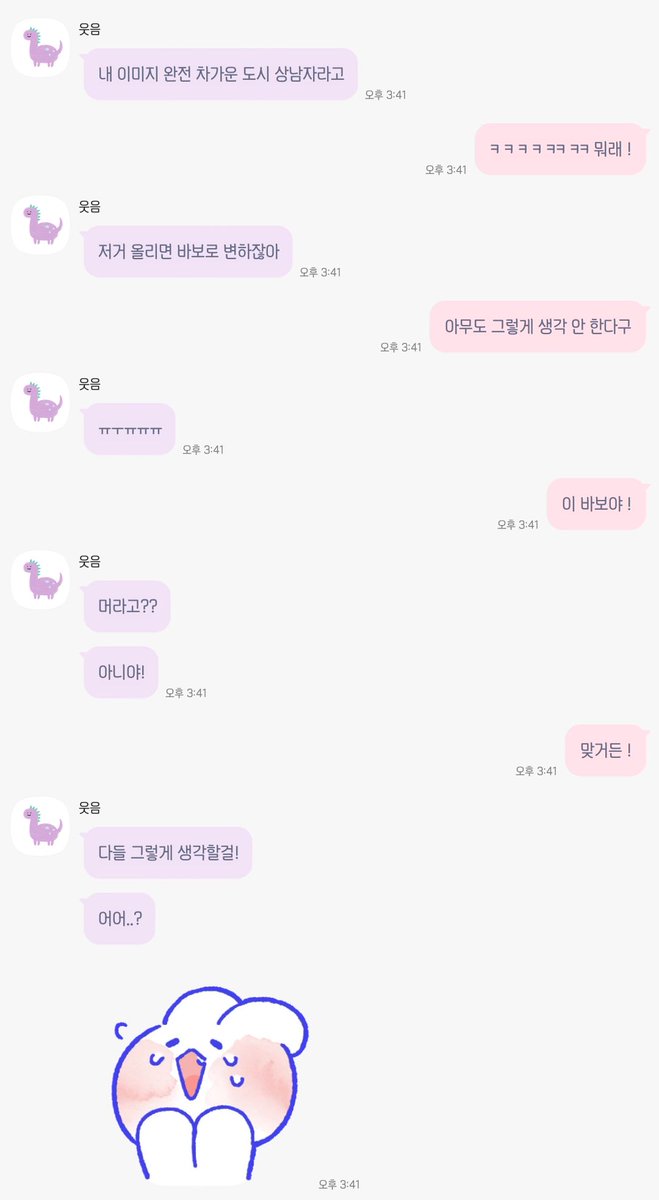 웃음
내 이미지 완전 차가운 도시 상남자라고
오후 3:41
ㅋㅋㅋㅋㅋㅋㅋㅋ 뭐래 !
오후 3:41
웃음
저거 올리면 바보로 변하잖아
오후 3:41
아무도 그렇게 생각 안 한다구
오후 3:41
웃음
ㅠㅜㅠㅠㅠ
오후 3:41
이 바보야 !
오후 3:41
웃음
머라고??
아니야!
오후 3:41
맞거든 !
오후 3:41
웃음
다들 그렇게 생각할걸!
어어..?
오후 3:41